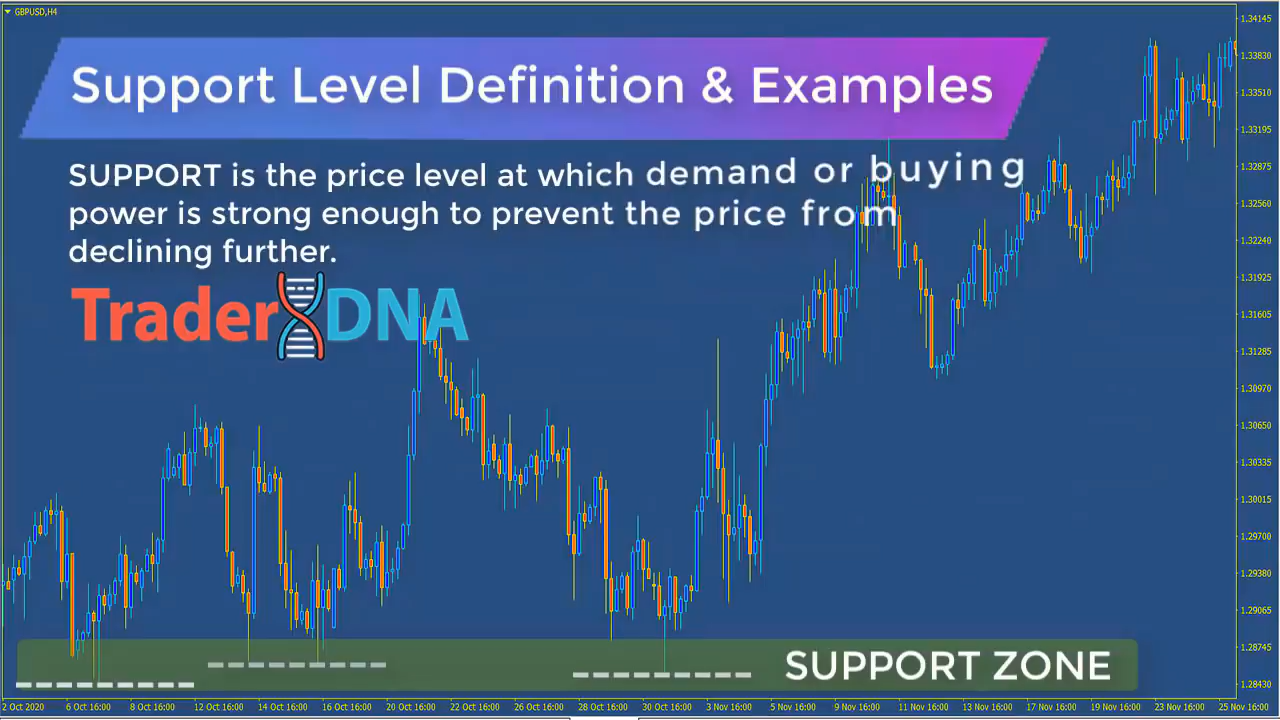 GBPUSD,H4
Support Level Definition & Examples
SUPPORT is the price level at which demand or buying
power is strong enough to prevent the price from
declining further.
Trader DNA
SUPPORT ZONE
1.34145
1.33830
1.33510
1.33195
1.32875
1.32560
1.32240
1.31925
1.31605
1.31285
1.30970
1.30650
1.30335
1.30015
1.29700
1.29380
1.29065
1.28745
1.28430
2 Oct 2020 6 Oct 16:00 8 Oct 16:00 12 Oct 16:00 14 Oct 16:00 16 Oct 16:00 20 Oct 16:00 22 Oct 16:00 26 Oct 16:00 28 Oct 16:00 30 Oct 16:00 3 Nov 16:00 5 Nov 16:00 9 Nov 16:00 11 Nov 16:00 13 Nov 16:00 17 Nov 16:00 19 Nov 16:00 23 Nov 16:00 25 Nov 16:00